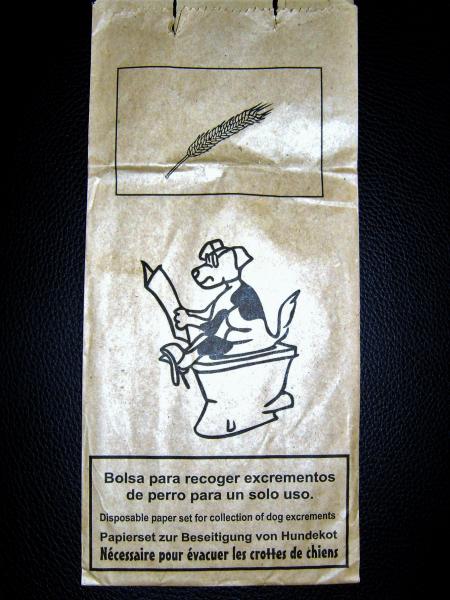 Bolsa para recoger excrementos
de perro para un solo uso.
Disposable paper set for collection of dog excrements
Papierset zur Beseitigung von Hundekot
Nécessaire pour évacuer les crottes de chiens